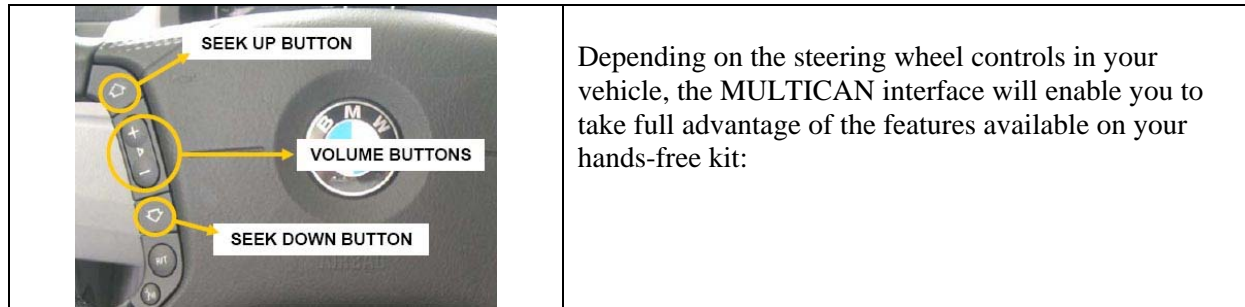 SEEK UP BUTTON
BMW
+
VOLUME BUTTONS
–
SEEK DOWN BUTTON
R/T
AIRBAG
Depending on the steering wheel controls in your
vehicle, the MULTICAN interface will enable you to
take full advantage of the features available on your
hands-free kit: